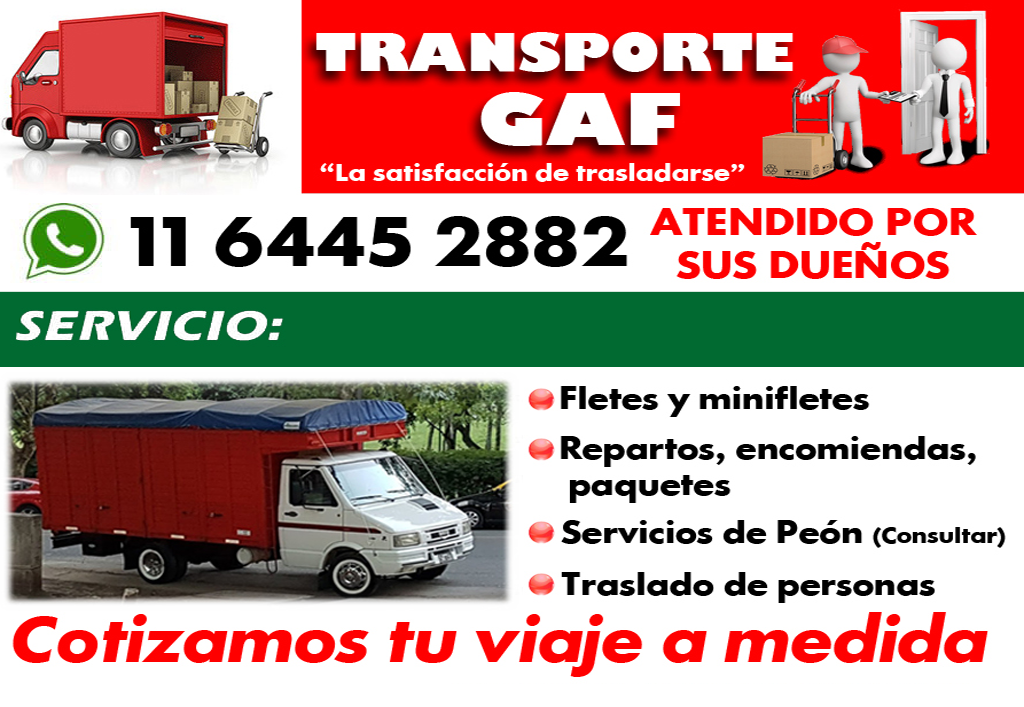 TRANSPORTE
GAF
“La satisfacción de trasladarse”
11 6445 2882
ATENDIDO POR
SUS DUEÑOS
SERVICIO:
Fletes y minifletes
Repartos, encomiendas,
paquetes
Servicios de Peón (Consultar)
Traslado de personas
Cotizamos tu viaje a medida